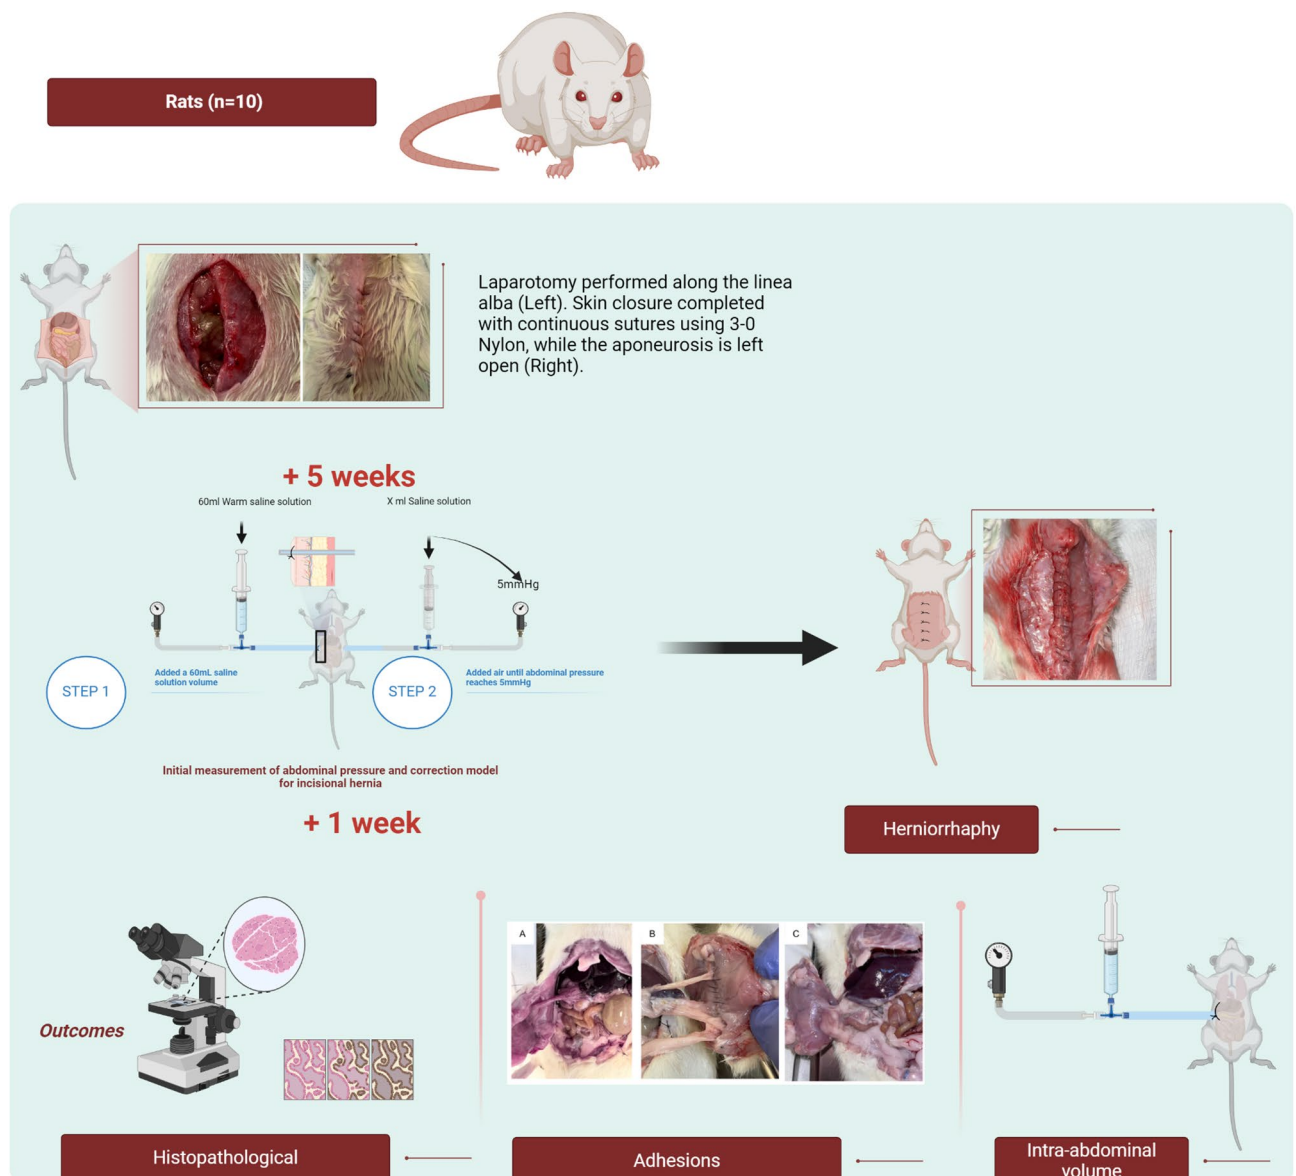 Rats (n=10)
Laparotomy performed along the linea
alba (Left). Skin closure completed
with continuous sutures using 3-0
Nylon, while the aponeurosis is left
open (Right).
+ 5 weeks
60ml Warm saline solution
X ml Saline solution
5mmHg
STEP 1
Added a 60mL saline
solution volume
STEP 2
Added air until abdominal pressure
reaches 5mmHg
Initial measurement of abdominal pressure and correction model
for incisional hernia
+ 1 week
Herniorrhaphy
Outcomes
A
B
C
Histopathological
Adhesions
Intra-abdominal
volume